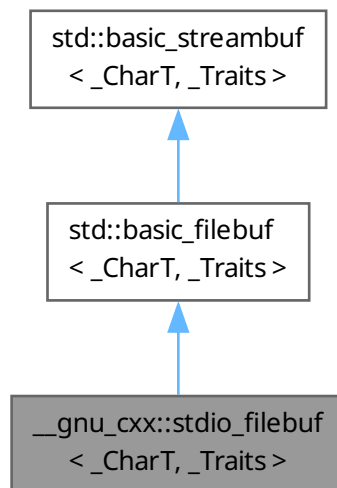 std::basic_streambuf
< _CharT, _Traits >
std::basic_filebuf
< _CharT, _Traits >
__gnu_cxx::stdio_filebuf
< _CharT, _Traits >